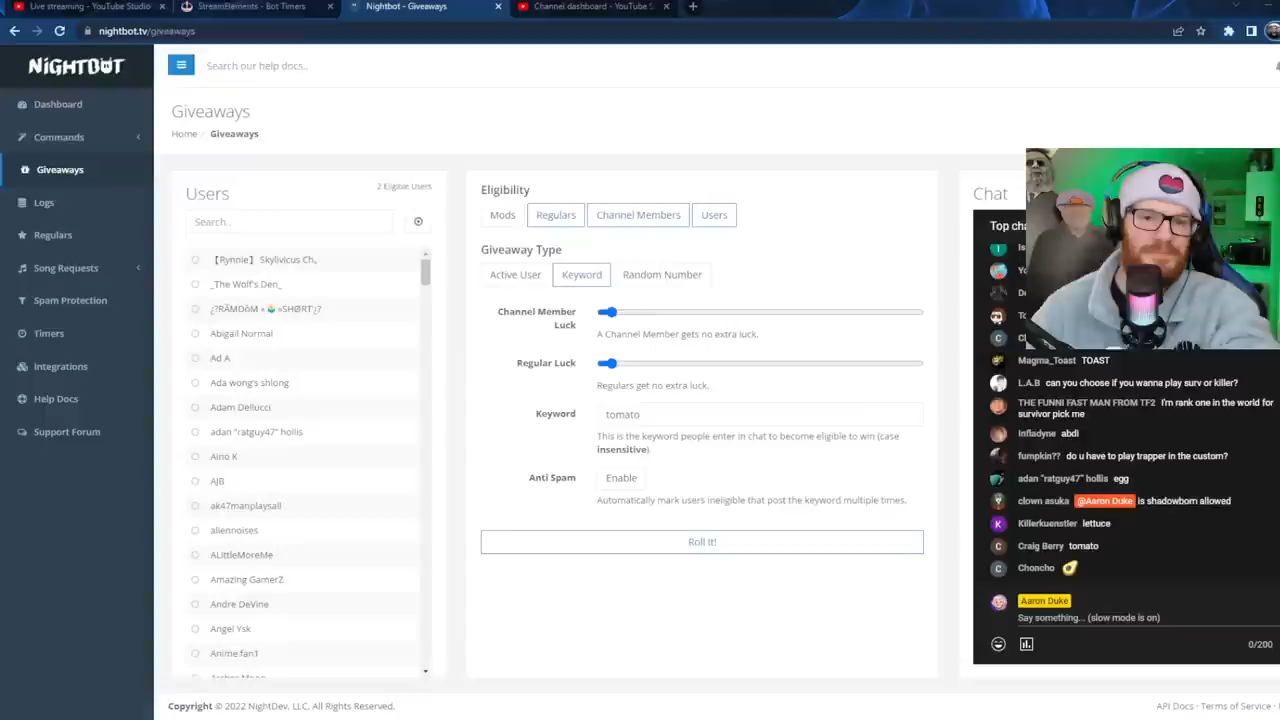 Live streaming - YouTube Studio
StreamElements - Bot Timers
Nightbot - Giveaways
Channel dashboard - YouTube S
nightbot.tv/giveaways
NIGHTBOT
Search our help docs..
Giveaways
Home / Giveaways
Dashboard
Commands
Giveaways
Logs
Regulars
Song Requests
Spam Protection
Timers
Integrations
Help Docs
Support Forum
Users
2 Eligible Users
Search..
【Rynnie】 Skylivicus Ch.
_The Wolf's Den_
Abigail Normal
Ad A
Ada wong's shlong
Adam Dellucci
adan "ratguy47" hollis
Aino K
AJB
ak47manplaysall
aliennoises
ALittleMoreMe
Amazing GamerZ
Andre DeVine
Angel Ysk
Anime.fan1
Eligibility
Mods Regulars Channel Members Users
Giveaway Type
Active User Keyword Random Number
Channel Member
Luck
A Channel Member gets no extra luck.
Regular Luck
Regulars get no extra luck.
Keyword
tomato
This is the keyword people enter in chat to become eligible to win (case
insensitive).
Anti Spam
Enable
Automatically mark users ineligible that post the keyword multiple times.
Roll It!
Chat
Top cha
Magma_Toast TOAST
L.A.B can you choose if you wanna play surv or killer?
THE FUNNI FAST MAN FROM TF2 I'm rank one in the world for
survivor pick me
Infladyne abdi
fumpkin?? do u have to play trapper in the custom?
adan "ratguy47" hollis egg
clown asuka @Aaron Duke is shadowborn allowed
Killerkuenstler lettuce
Craig Berry tomato
Choncho 🥑
Aaron Duke
Say something... (slow mode is on)
0/200
Copyright © 2022 NightDev, LLC. All Rights Reserved.
API Docs · Terms of Service ·